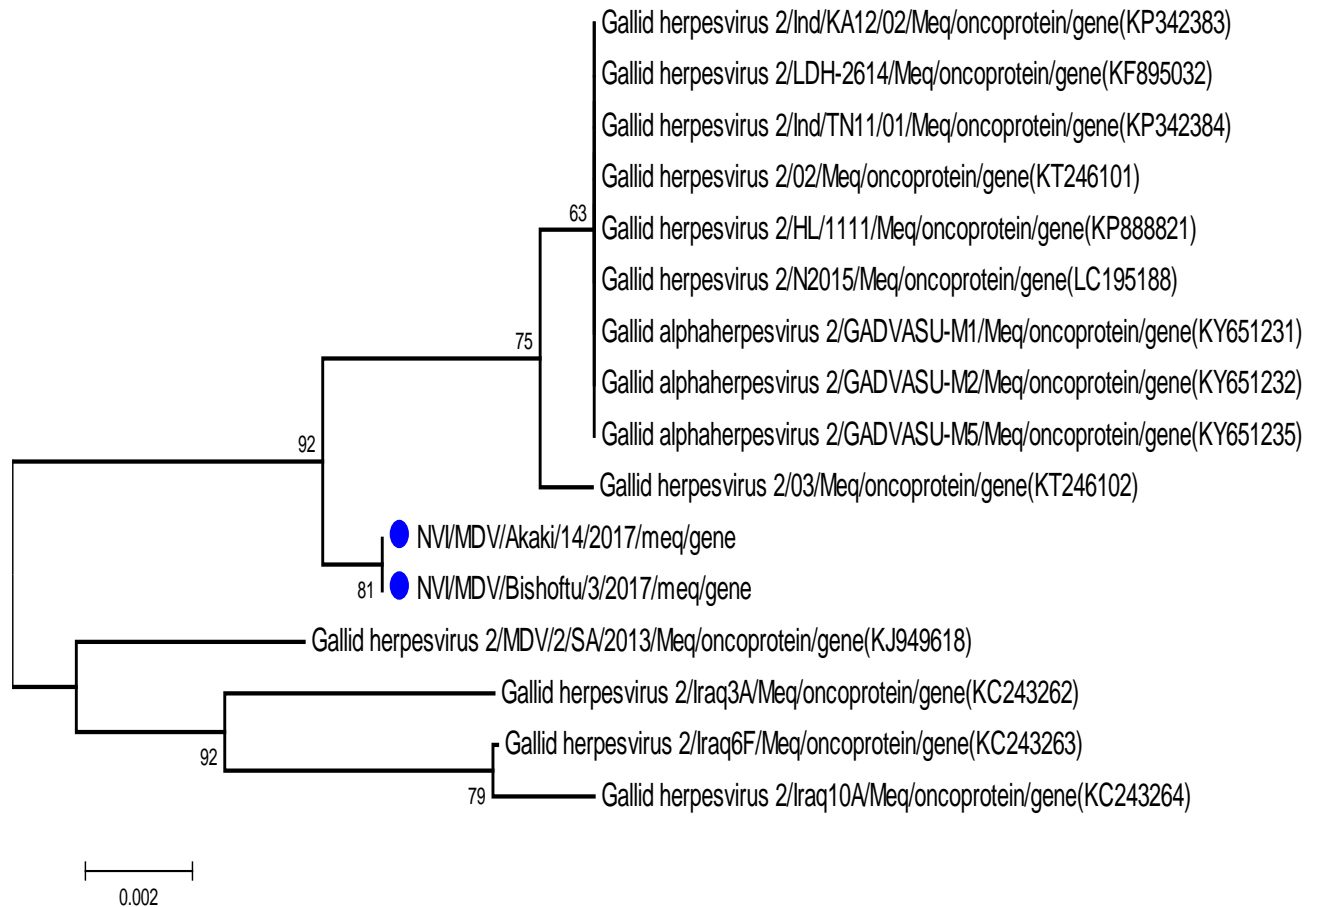 Gallid herpesvirus 2/Ind/KA12/02/Meq/oncoprotein/gene(KP342383)
Gallid herpesvirus 2/LDH-2614/Meq/oncoprotein/gene(KF895032)
Gallid herpesvirus 2/Ind/TN11/01/Meq/oncoprotein/gene(KP342384)
Gallid herpesvirus 2/02/Meq/oncoprotein/gene(KT246101)
63
Gallid herpesvirus 2/HL/1111/Meq/oncoprotein/gene(KP888821)
Gallid herpesvirus 2/N2015/Meq/oncoprotein/gene(LC195188)
75
Gallid alphaherpesvirus 2/GADVASU-M1/Meq/oncoprotein/gene(KY651231)
Gallid alphaherpesvirus 2/GADVASU-M2/Meq/oncoprotein/gene(KY651232)
92
Gallid alphaherpesvirus 2/GADVASU-M5/Meq/oncoprotein/gene(KY651235)
Gallid herpesvirus 2/03/Meq/oncoprotein/gene(KT246102)
NVI/MDV/Akaki/14/2017/meq/gene
81
NVI/MDV/Bishoftu/3/2017/meq/gene
Gallid herpesvirus 2/MDV/2/SA/2013/Meq/oncoprotein/gene(KJ949618)
Gallid herpesvirus 2/Iraq3A/Meq/oncoprotein/gene(KC243262)
92
Gallid herpesvirus 2/Iraq6F/Meq/oncoprotein/gene(KC243263)
79
Gallid herpesvirus 2/Iraq10A/Meq/oncoprotein/gene(KC243264)
0.002